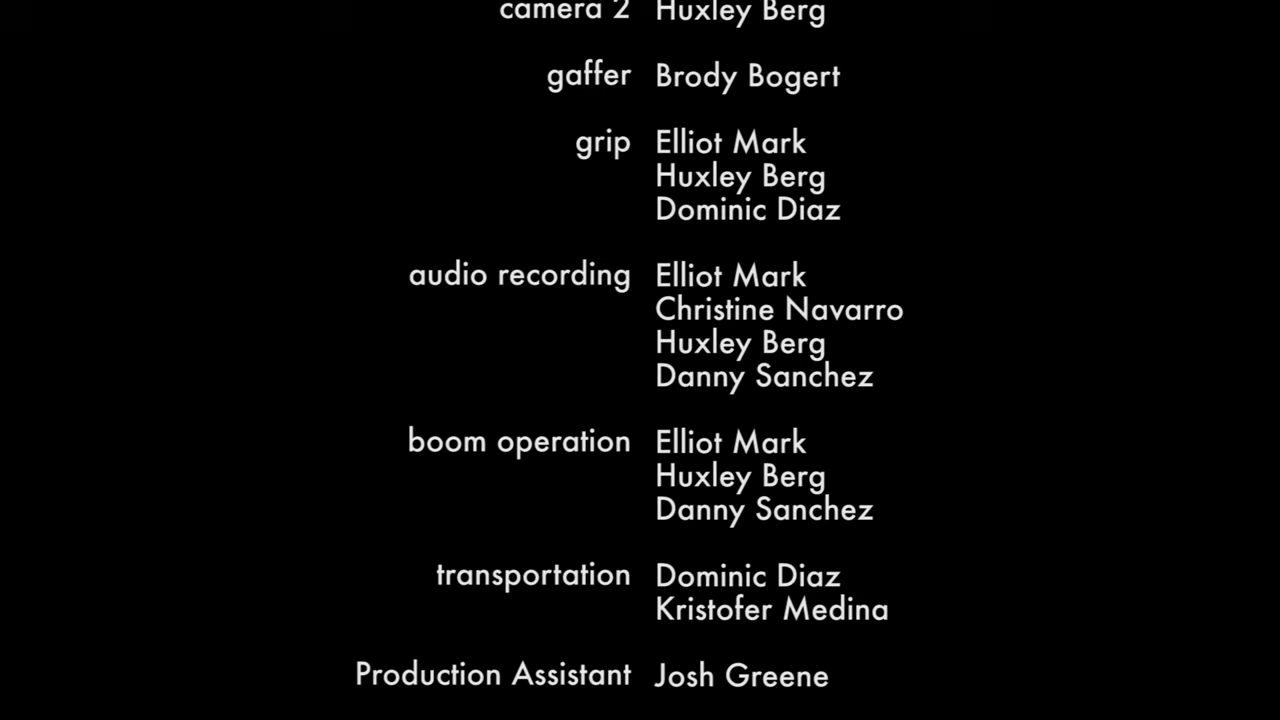 camera 2 Huxley Berg
gaffer Brody Bogert
grip Elliot Mark
Huxley Berg
Dominic Diaz
audio recording Elliot Mark
Christine Navarro
Huxley Berg
Danny Sanchez
boom operation Elliot Mark
Huxley Berg
Danny Sanchez
transportation Dominic Diaz
Kristofer Medina
Production Assistant Josh Greene